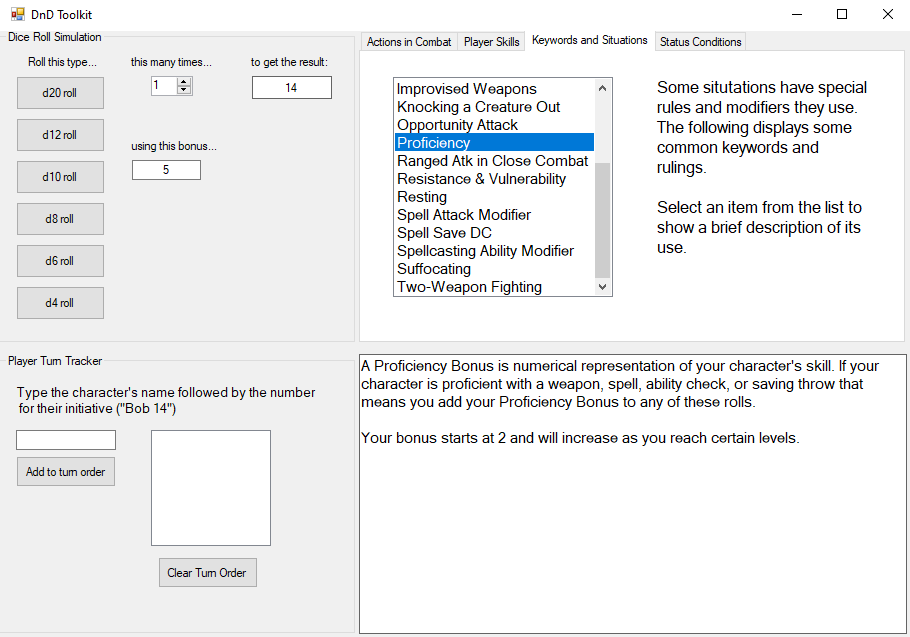 DnD Toolkit
Dice Roll Simulation
Roll this type...
this many times...
to get the result:
d20 roll
1
14
d12 roll
using this bonus...
d10 roll
5
d8 roll
d6 roll
d4 roll
Actions in Combat
Player Skills
Keywords and Situations
Status Conditions
Improvised Weapons
Knocking a Creature Out
Opportunity Attack
Proficiency
Ranged Atk in Close Combat
Resistance & Vulnerability
Resting
Spell Attack Modifier
Spell Save DC
Spellcasting Ability Modifier
Suffocating
Two-Weapon Fighting
Some situtations have special
rules and modifiers they use.
The following displays some
common keywords and
rulings.
Select an item from the list to
show a brief description of its
use.
Player Turn Tracker
Type the character's name followed by the number
for their initiative ("Bob 14")
Add to turn order
Clear Turn Order
A Proficiency Bonus is numerical representation of your character's skill. If your
character is proficient with a weapon, spell, ability check, or saving throw that
means you add your Proficiency Bonus to any of these rolls.
Your bonus starts at 2 and will increase as you reach certain levels.